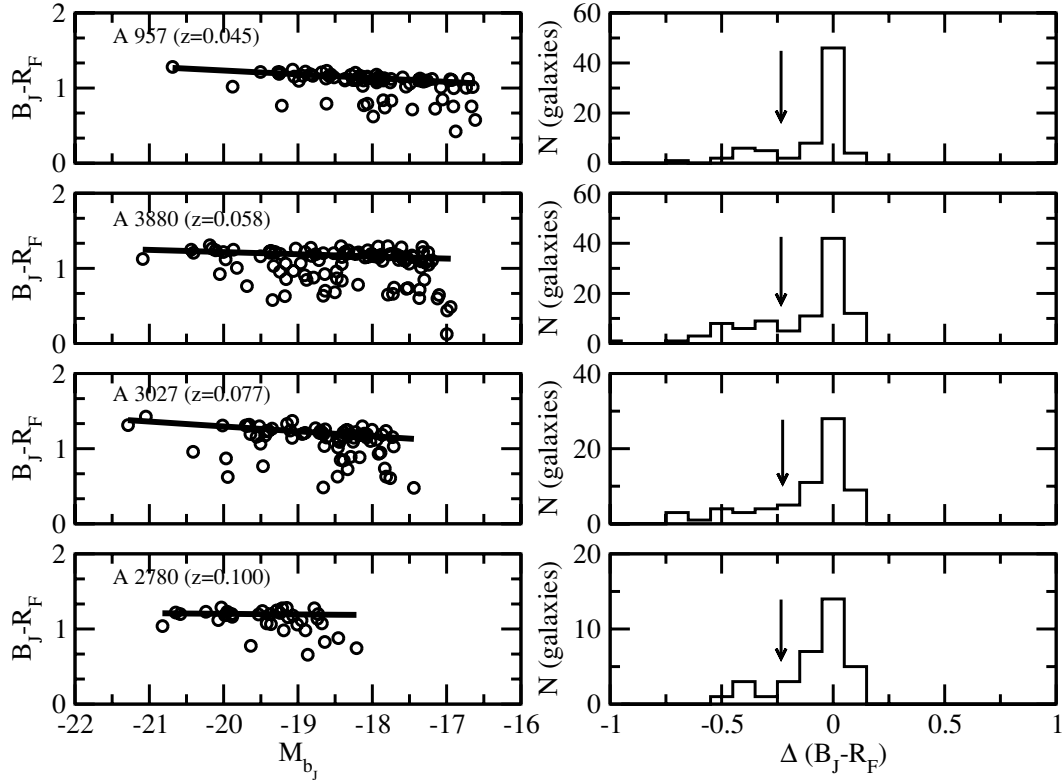 2
1
0
B_J-R_F
A 957 (z=0.045)
60
40
20
0
N (galaxies)
2
1
0
B_J-R_F
A 3880 (z=0.058)
60
40
20
0
N (galaxies)
2
1
0
B_J-R_F
A 3027 (z=0.077)
40
20
0
N (galaxies)
2
1
0
B_J-R_F
A 2780 (z=0.100)
20
10
0
N (galaxies)
-22 -21 -20 -19 -18 -17 -16
M_{b_J}
-1 -0.5 0 0.5 1
Δ (B_J-R_F)